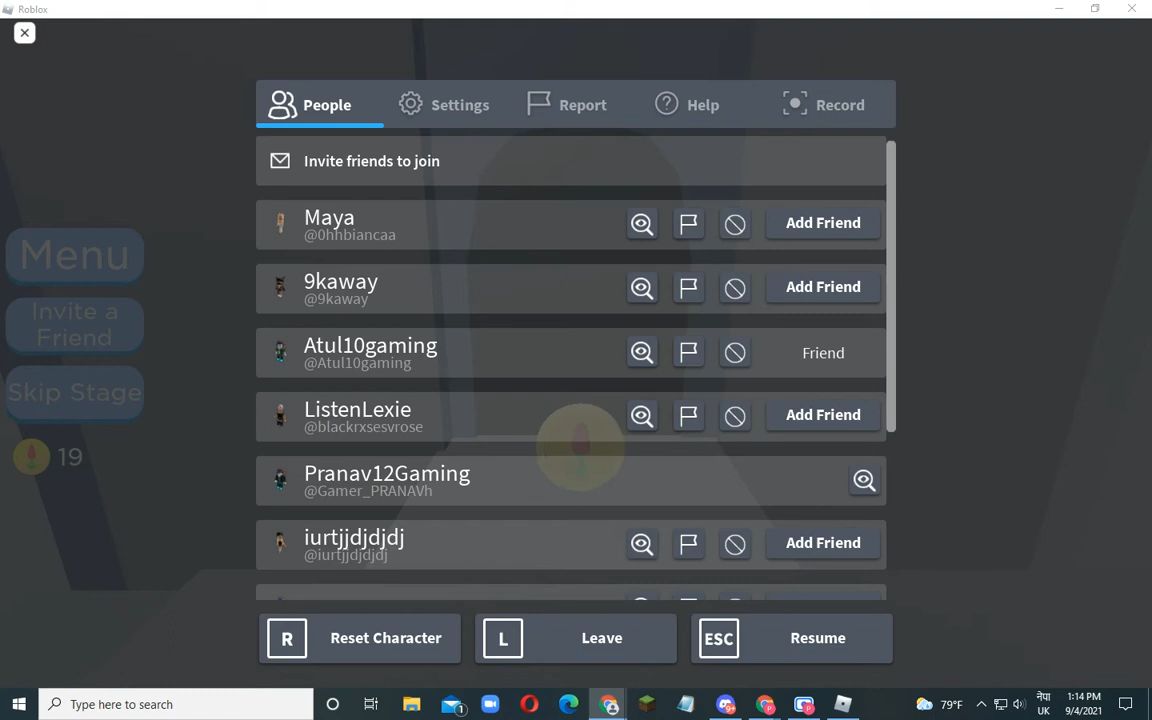 Roblox
People
Settings
Report
Help
Record
Invite friends to join
Maya
@0hhbiancaa
Add Friend
9kaway
@9kaway
Add Friend
Atul10gaming
@Atul10gaming
Friend
ListenLexie
@blackrxsesvrose
Add Friend
Pranav12Gaming
@Gamer_PRANAVh
iurtjjdjdjdj
@iurtjjdjdjdj
Add Friend
Menu
Invite a
Friend
Skip Stage
19
R
Reset Character
L
Leave
ESC
Resume
Type here to search
1
9+
79°F
नेपा
UK
1:14 PM
9/4/2021